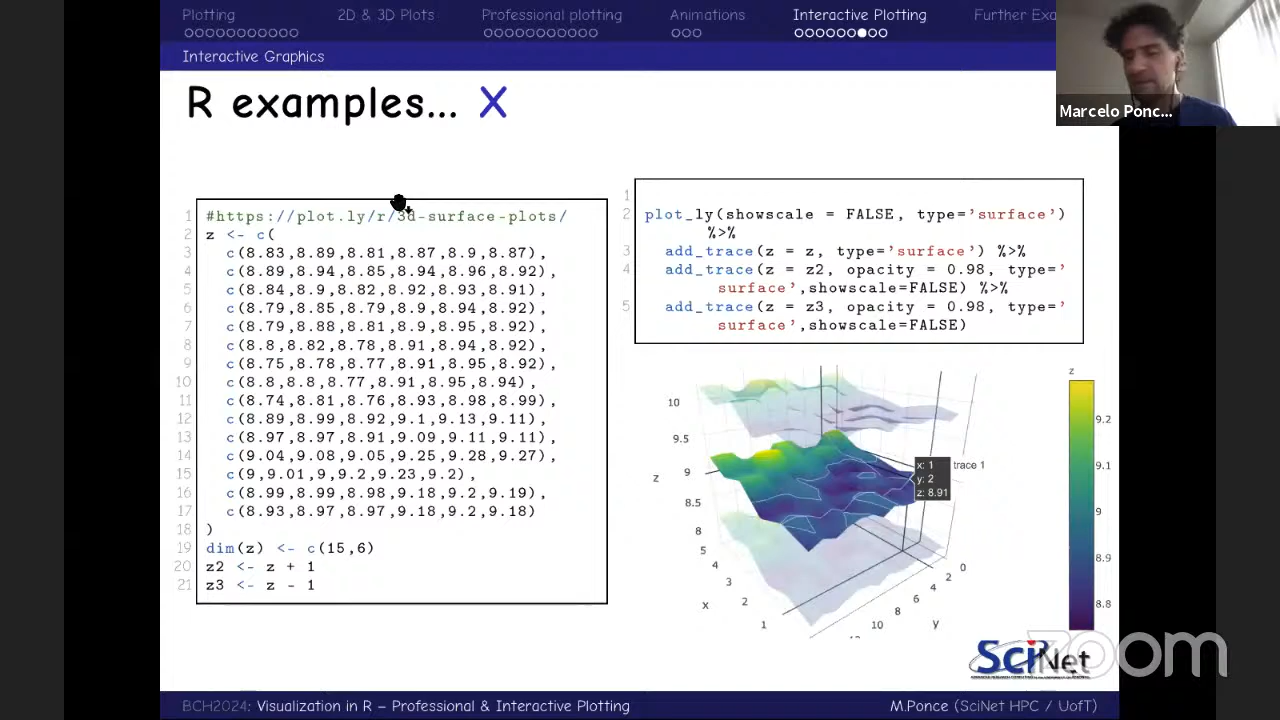 Plotting 2D & 3D Plots Professional plotting Animations Interactive Plotting Further Exa
Interactive Graphics
R examples... X
Marcelo Ponc...
1 #https://plot.ly/r/3d-surface-plots/
2 z <- c(
3 c(8.83,8.89,8.81,8.87,8.9,8.87),
4 c(8.89,8.94,8.85,8.94,8.96,8.92),
5 c(8.84,8.9,8.82,8.92,8.93,8.91),
6 c(8.79,8.85,8.79,8.9,8.94,8.92),
7 c(8.79,8.88,8.81,8.9,8.95,8.92),
8 c(8.8,8.82,8.78,8.91,8.94,8.92),
9 c(8.75,8.78,8.77,8.91,8.95,8.92),
10 c(8.8,8.8,8.77,8.91,8.95,8.94),
11 c(8.74,8.81,8.76,8.93,8.98,8.99),
12 c(8.89,8.99,8.92,9.1,9.13,9.11),
13 c(8.97,8.97,8.91,9.09,9.11,9.11),
14 c(9.04,9.08,9.05,9.25,9.28,9.27),
15 c(9,9.01,9,9.2,9.23,9.2),
16 c(8.99,8.99,8.98,9.18,9.2,9.19),
17 c(8.93,8.97,8.97,9.18,9.2,9.18)
18 )
19 dim(z) <- c(15,6)
20 z2 <- z + 1
21 z3 <- z - 1
1
2 plot_ly(showscale = FALSE, type='surface')
%>%
3 add_trace(z = z, type='surface') %>%
4 add_trace(z = z2, opacity = 0.98, type='
surface',showscale=FALSE) %>%
5 add_trace(z = z3, opacity = 0.98, type='
surface',showscale=FALSE)
10
9.5
9
8.5
8
z
5
4
3
2
1
x
10
8
6
4
2
0
y
x: 1
y: 2
z: 8.91
trace 1
z
9.2
9.1
9
8.9
8.8
SciNet
zoom
BCH2024: Visualization in R – Professional & Interactive Plotting
M.Ponce (SciNet HPC / UofT)